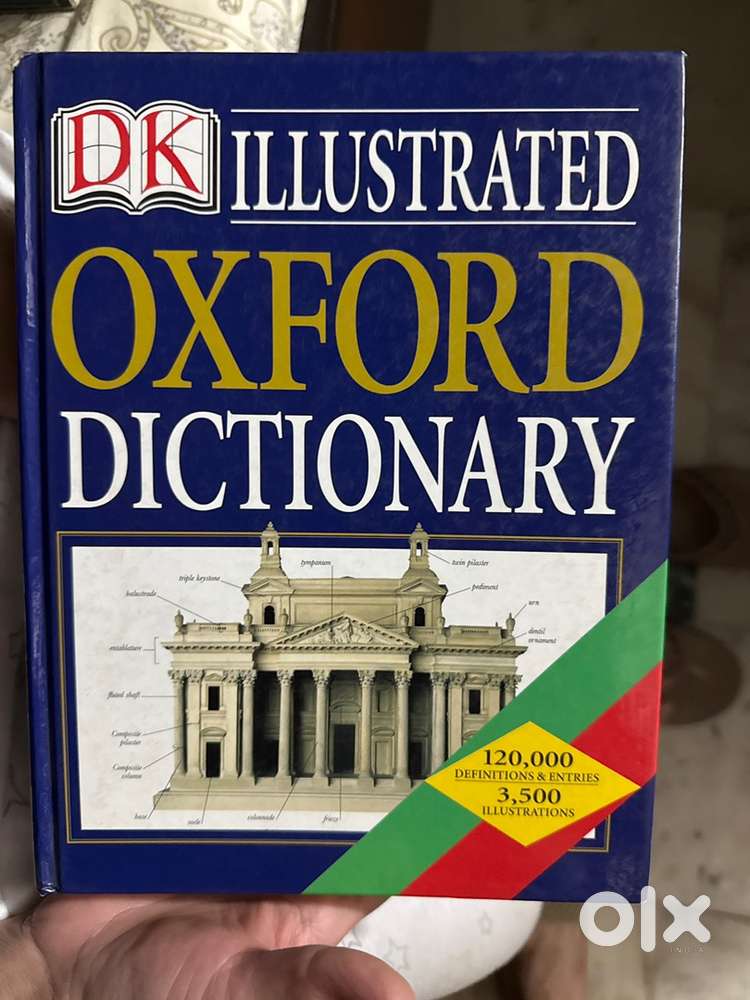 DK ILLUSTRATED
OXFORD
DICTIONARY
tympanum
twin pilaster
triple keystone
pediment
balustrade
urn
dentil
ornament
entablature
fluted shaft
Composite
pilaster
Composite
column
base
socle
colonnade
frieze
120,000
DEFINITIONS & ENTRIES
3,500
ILLUSTRATIONS
olx
INDIA